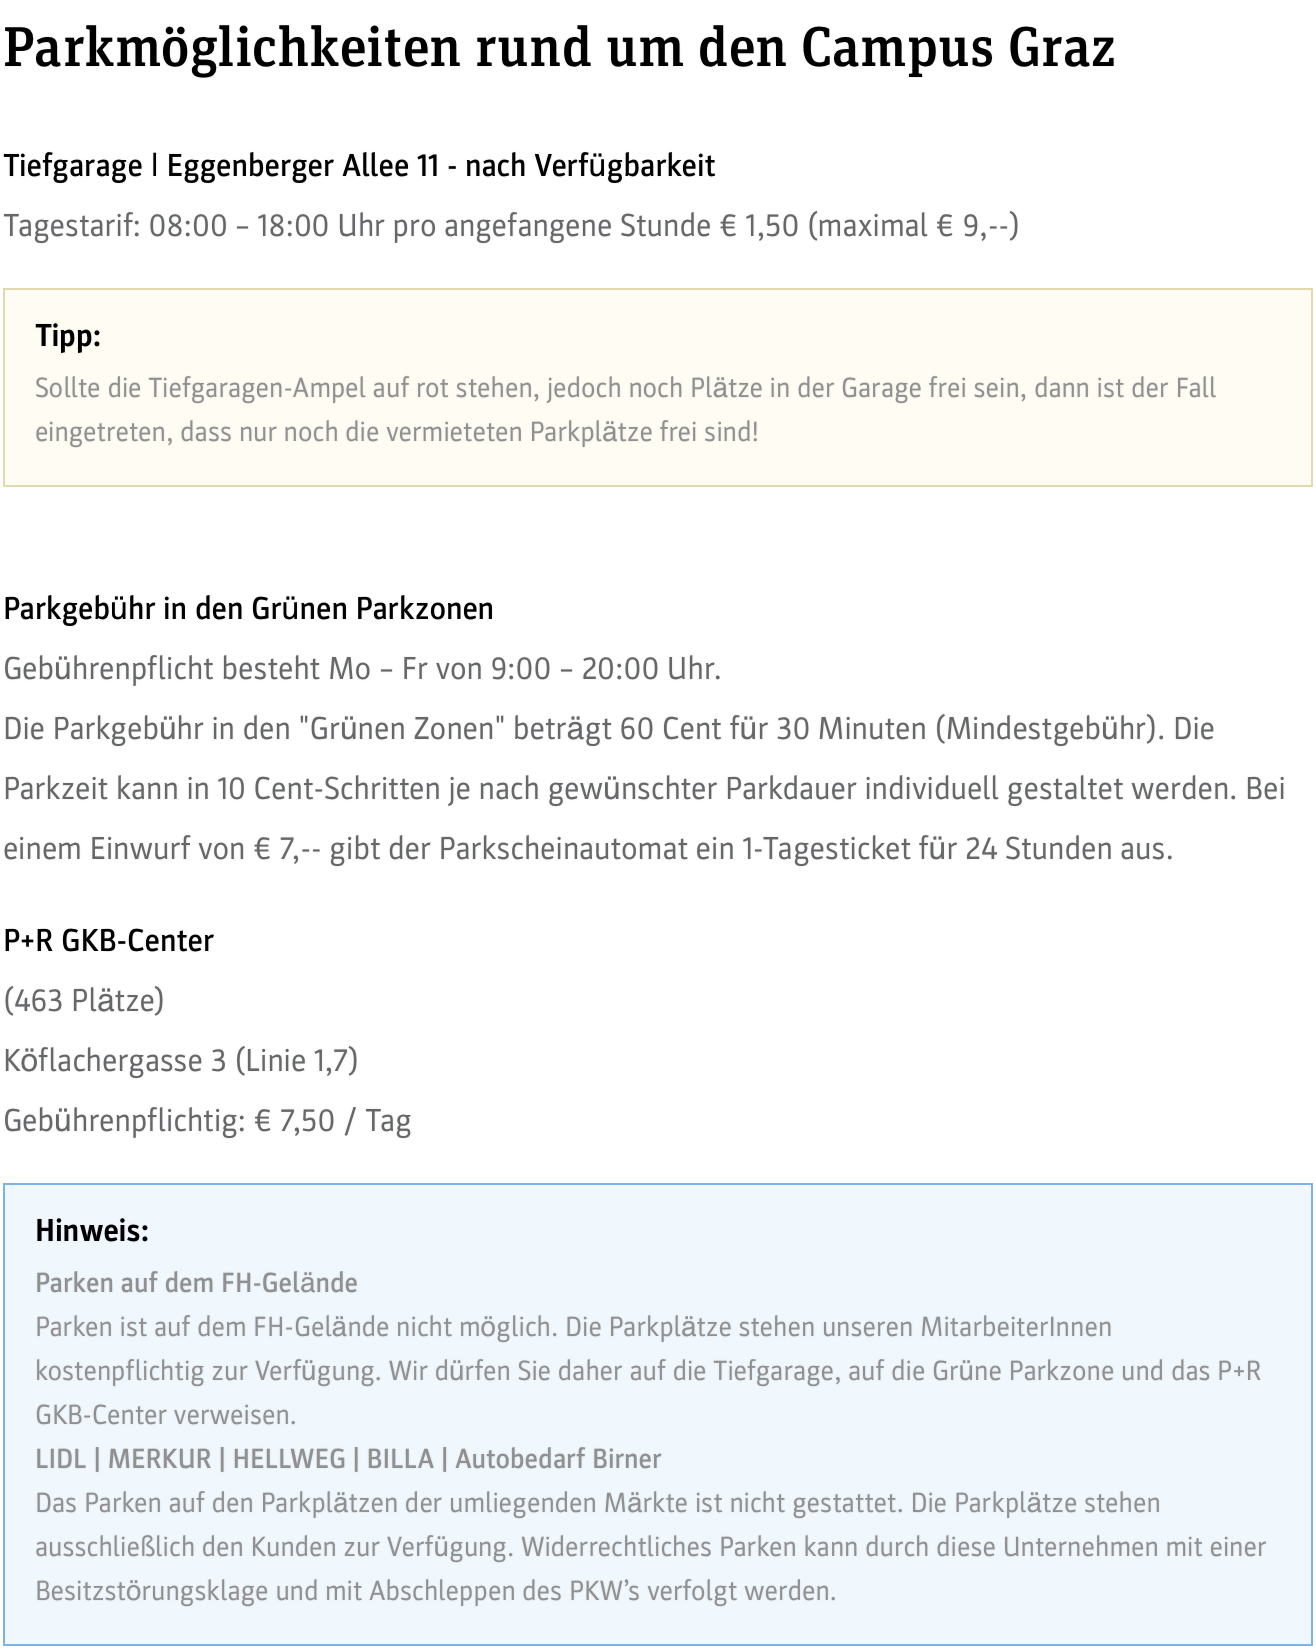 Parkmöglichkeiten rund um den Campus Graz
Tiefgarage | Eggenberger Allee 11 - nach Verfügbarkeit
Tagestarif: 08:00 – 18:00 Uhr pro angefangene Stunde € 1,50 (maximal € 9,--)
Tipp:
Sollte die Tiefgaragen-Ampel auf rot stehen, jedoch noch Plätze in der Garage frei sein, dann ist der Fall
eingetreten, dass nur noch die vermieteten Parkplätze frei sind!
Parkgebühr in den Grünen Parkzonen
Gebührenpflicht besteht Mo – Fr von 9:00 – 20:00 Uhr.
Die Parkgebühr in den "Grünen Zonen" beträgt 60 Cent für 30 Minuten (Mindestgebühr). Die
Parkzeit kann in 10 Cent-Schritten je nach gewünschter Parkdauer individuell gestaltet werden. Bei
einem Einwurf von € 7,-- gibt der Parkscheinautomat ein 1-Tagesticket für 24 Stunden aus.
P+R GKB-Center
(463 Plätze)
Köflachergasse 3 (Linie 1,7)
Gebührenpflichtig: € 7,50 / Tag
Hinweis:
Parken auf dem FH-Gelände
Parken ist auf dem FH-Gelände nicht möglich. Die Parkplätze stehen unseren MitarbeiterInnen
kostenpflichtig zur Verfügung. Wir dürfen Sie daher auf die Tiefgarage, auf die Grüne Parkzone und das P+R
GKB-Center verweisen.
LIDL | MERKUR | HELLWEG | BILLA | Autobedarf Birner
Das Parken auf den Parkplätzen der umliegenden Märkte ist nicht gestattet. Die Parkplätze stehen
ausschließlich den Kunden zur Verfügung. Widerrechtliches Parken kann durch diese Unternehmen mit einer
Besitzstörungsklage und mit Abschleppen des PKW’s verfolgt werden.